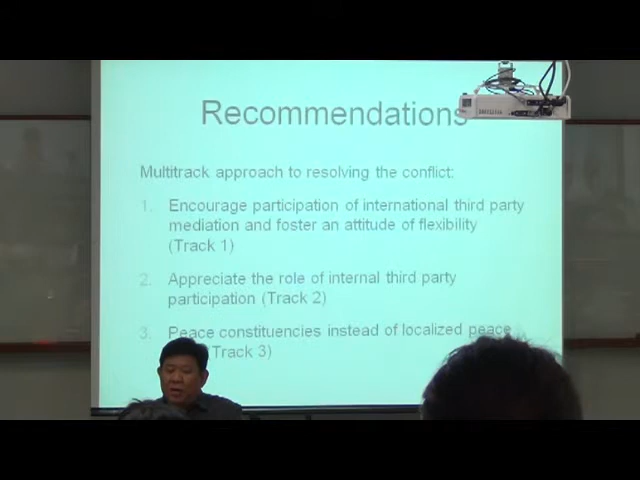 Recommendations
Multitrack approach to resolving the conflict:
1. Encourage participation of international third party
mediation and foster an attitude of flexibility
(Track 1)
2. Appreciate the role of internal third party
participation (Track 2)
3. Peace constituencies instead of localized peace
Track 3)